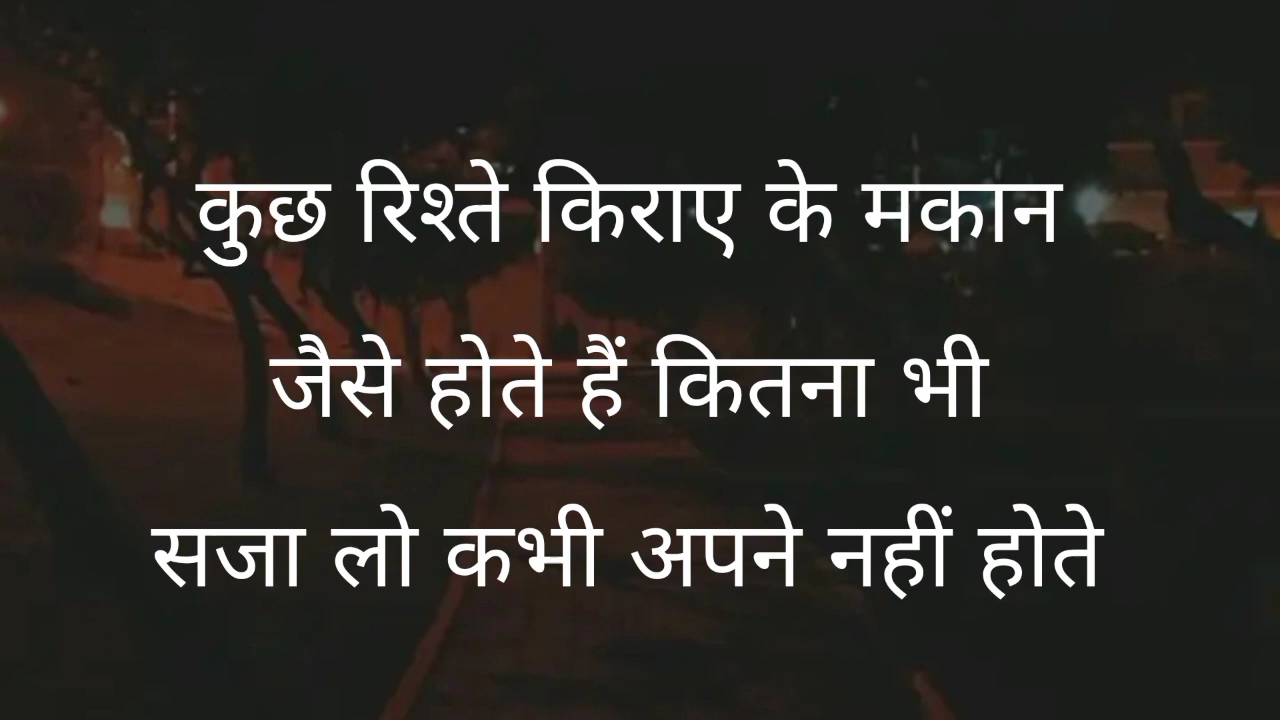 कुछ रिश्ते किराए के मकान
जैसे होते हैं कितना भी
सजा लो कभी अपने नहीं होते